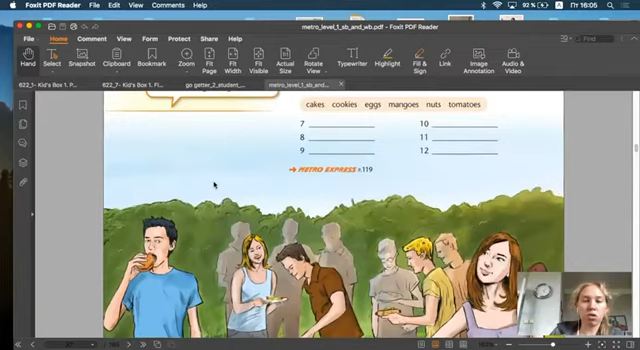 Foxit PDF Reader File Edit View Comments Help
92 % Пт 16:05
metro_level_1_sb_and_wb.pdf - Foxit PDF Reader
File Home Comment View Form Protect Share Help
Find
Hand Select Snapshot Clipboard Bookmark Zoom Fit Page Fit Width Fit Visible Actual Size Rotate View Typewriter Highlight Fill & Sign Link Image Annotation Audio & Video
622_1- Kid's Box 1. P... 622_7- Kid's Box 1. Fl... go getter_2_student_... metro_level_1_sb_and...
cakes cookies eggs mangoes nuts tomatoes
7 10
8 11
9 12
METRO EXPRESS P.119